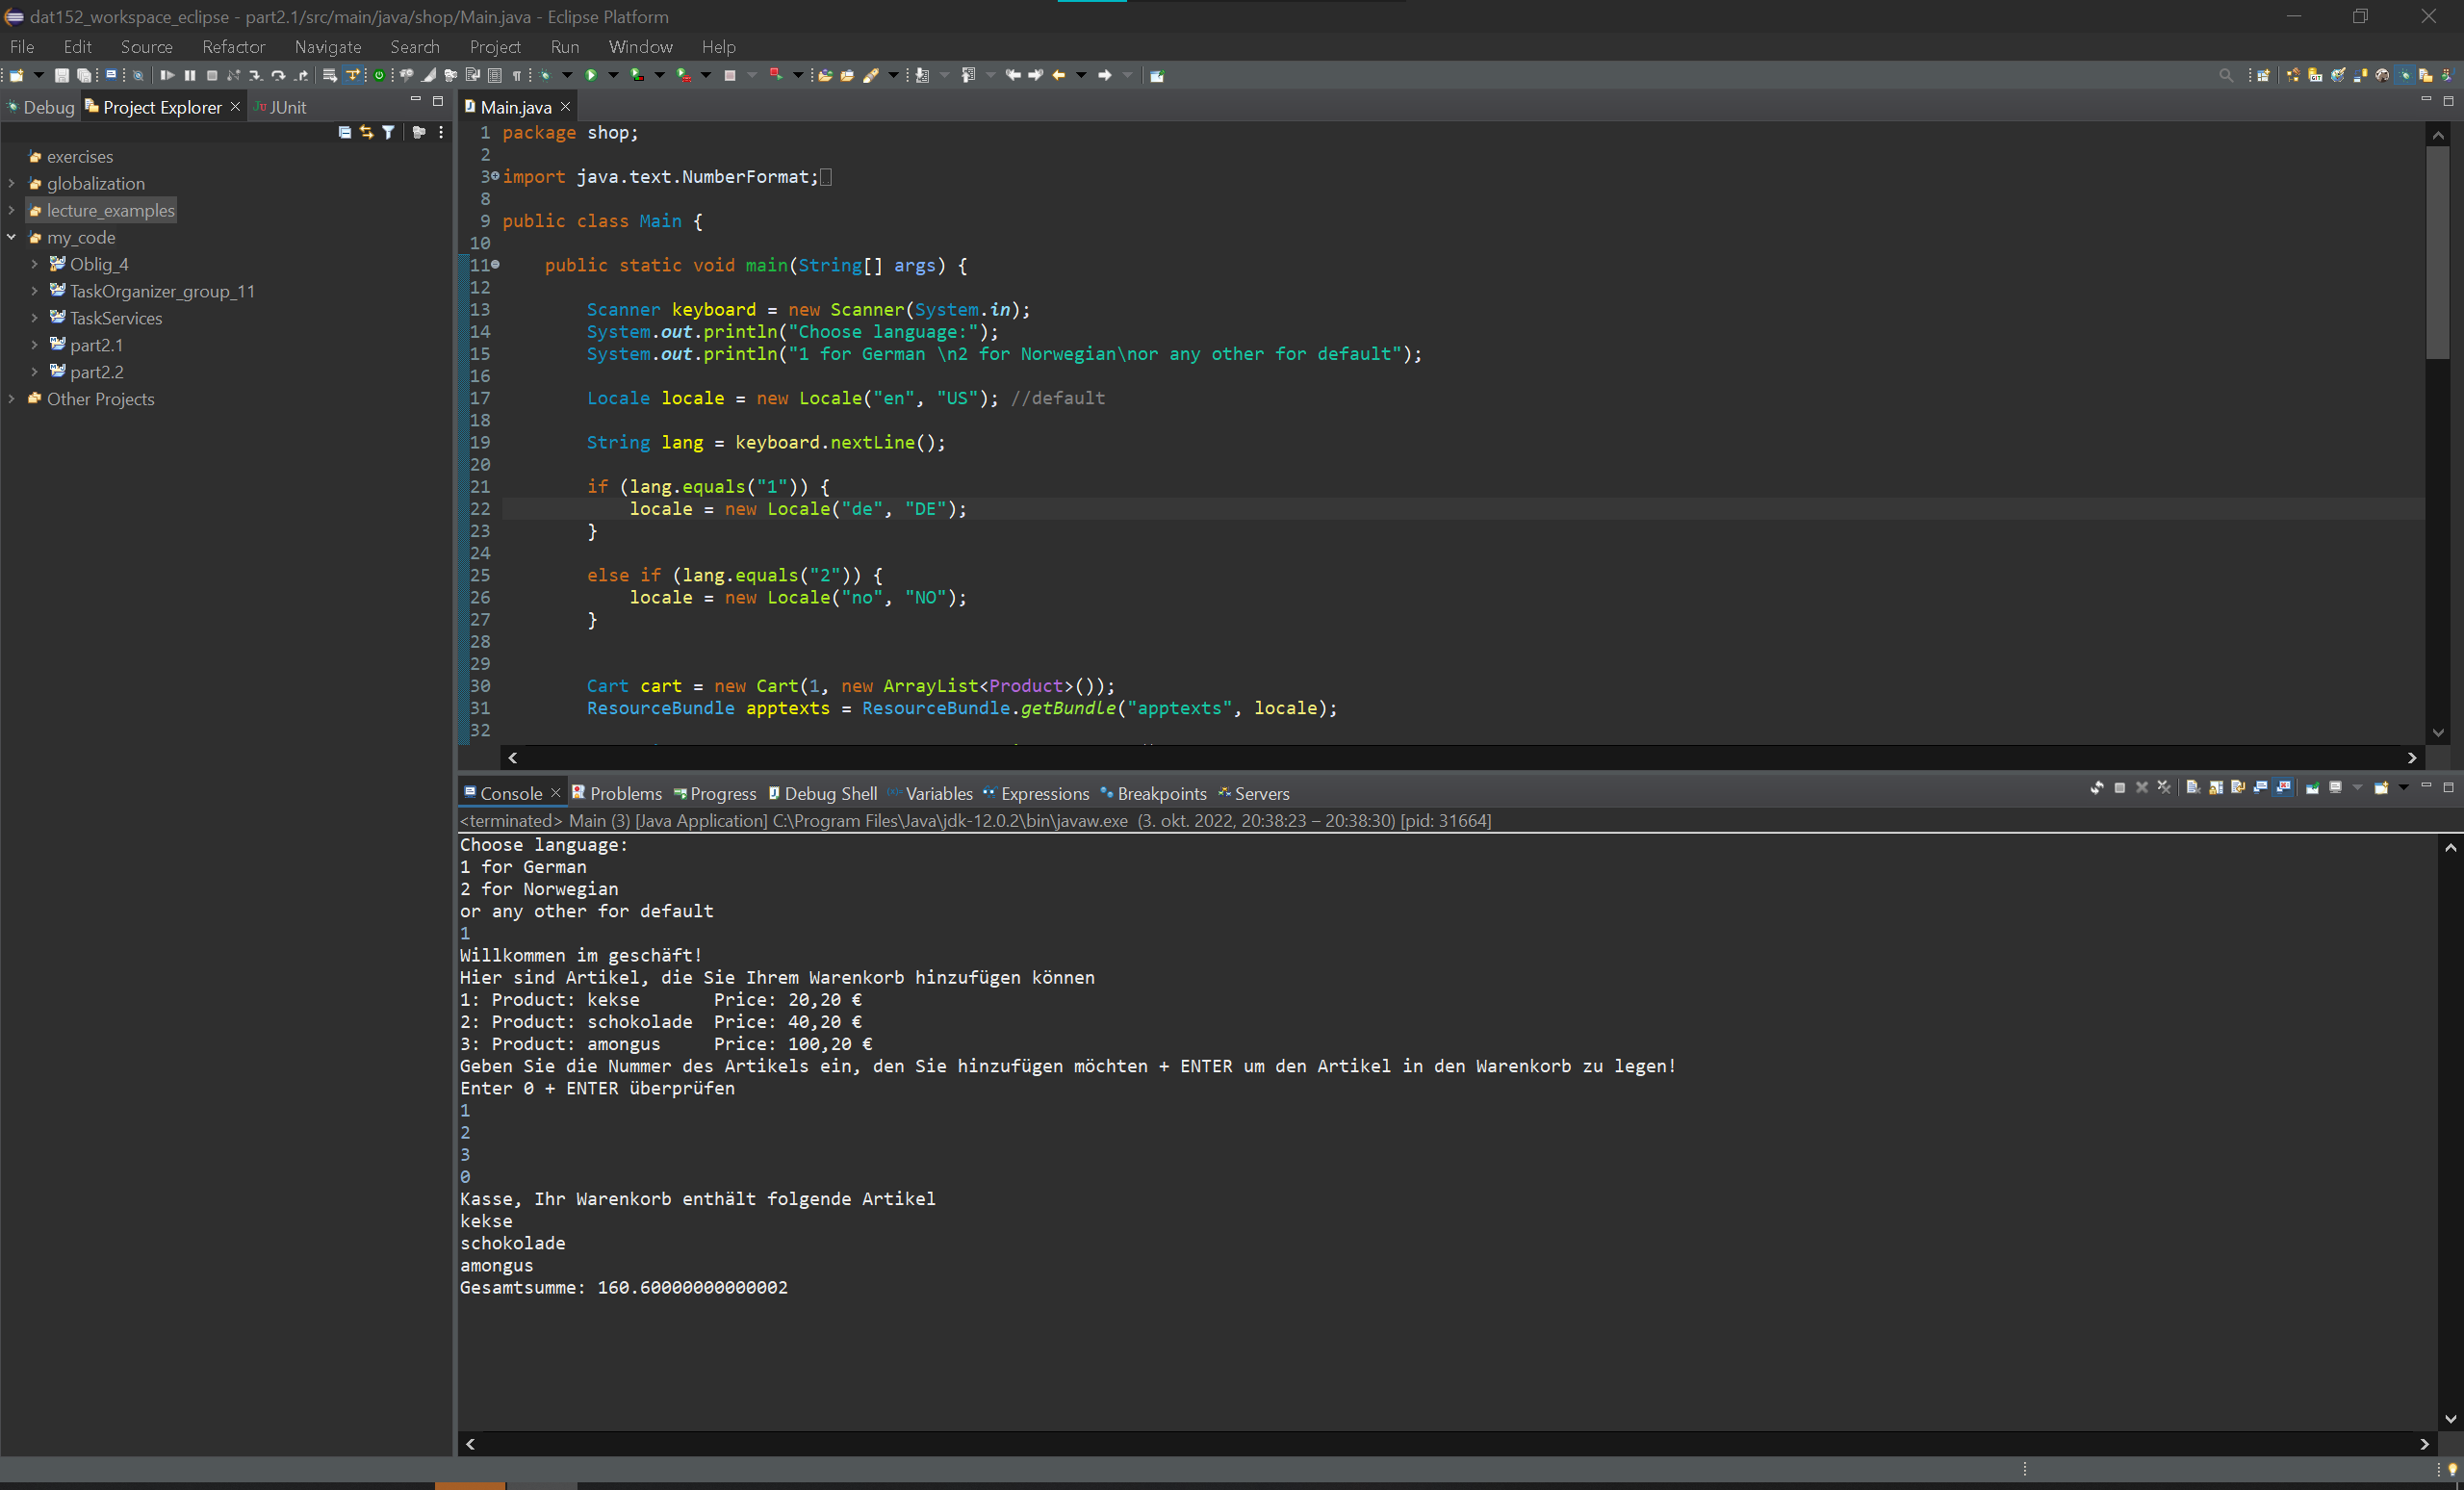 dat152_workspace_eclipse - part2.1/src/main/java/shop/Main.java - Eclipse Platform
File Edit Source Refactor Navigate Search Project Run Window Help
Debug Project Explorer JUnit
exercises
globalization
lecture_examples
my_code
Oblig_4
TaskOrganizer_group_11
TaskServices
part2.1
part2.2
Other Projects
Main.java
1 package shop;
2
3 import java.text.NumberFormat;
8
9 public class Main {
10
11 public static void main(String[] args) {
12
13 Scanner keyboard = new Scanner(System.in);
14 System.out.println("Choose language:");
15 System.out.println("1 for German \n2 for Norwegian\nor any other for default");
16
17 Locale locale = new Locale("en", "US"); //default
18
19 String lang = keyboard.nextLine();
20
21 if (lang.equals("1")) {
22 locale = new Locale("de", "DE");
23 }
24
25 else if (lang.equals("2")) {
26 locale = new Locale("no", "NO");
27 }
28
29
30 Cart cart = new Cart(1, new ArrayList<Product>());
31 ResourceBundle apptexts = ResourceBundle.getBundle("apptexts", locale);
32
Console Problems Progress Debug Shell Variables Expressions Breakpoints Servers
<terminated> Main (3) [Java Application] C:\Program Files\Java\jdk-12.0.2\bin\javaw.exe (3. okt. 2022, 20:38:23 – 20:38:30) [pid: 31664]
Choose language:
1 for German
2 for Norwegian
or any other for default
1
Willkommen im geschäft!
Hier sind Artikel, die Sie Ihrem Warenkorb hinzufügen können
1: Product: kekse Price: 20,20 €
2: Product: schokolade Price: 40,20 €
3: Product: amongus Price: 100,20 €
Geben Sie die Nummer des Artikels ein, den Sie hinzufügen möchten + ENTER um den Artikel in den Warenkorb zu legen!
Enter 0 + ENTER überprüfen
1
2
3
0
Kasse, Ihr Warenkorb enthält folgende Artikel
kekse
schokolade
amongus
Gesamtsumme: 160.60000000000002